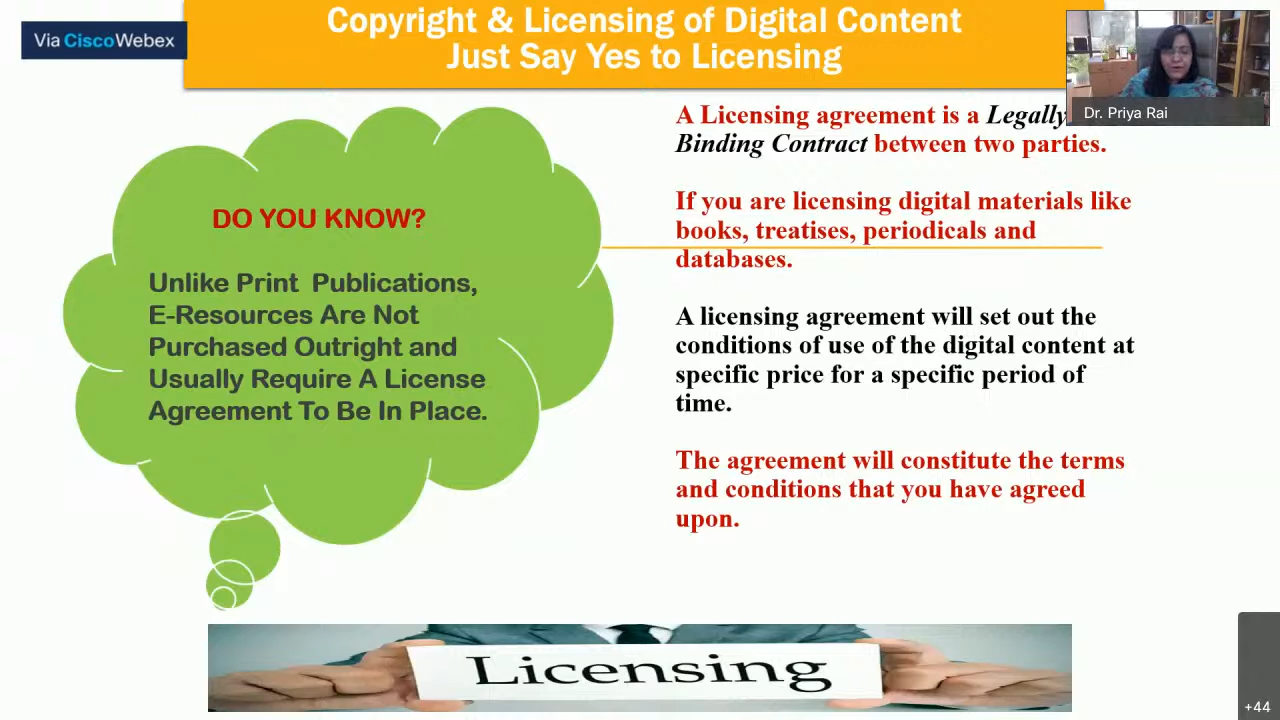 Via CiscoWebex
Copyright & Licensing of Digital Content
Just Say Yes to Licensing
Dr. Priya Rai
DO YOU KNOW?
Unlike Print Publications,
E-Resources Are Not
Purchased Outright and
Usually Require A License
Agreement To Be In Place.
A Licensing agreement is a Legally
Binding Contract between two parties.
If you are licensing digital materials like
books, treatises, periodicals and
databases.
A licensing agreement will set out the
conditions of use of the digital content at
specific price for a specific period of
time.
The agreement will constitute the terms
and conditions that you have agreed
upon.
Licensing
+44